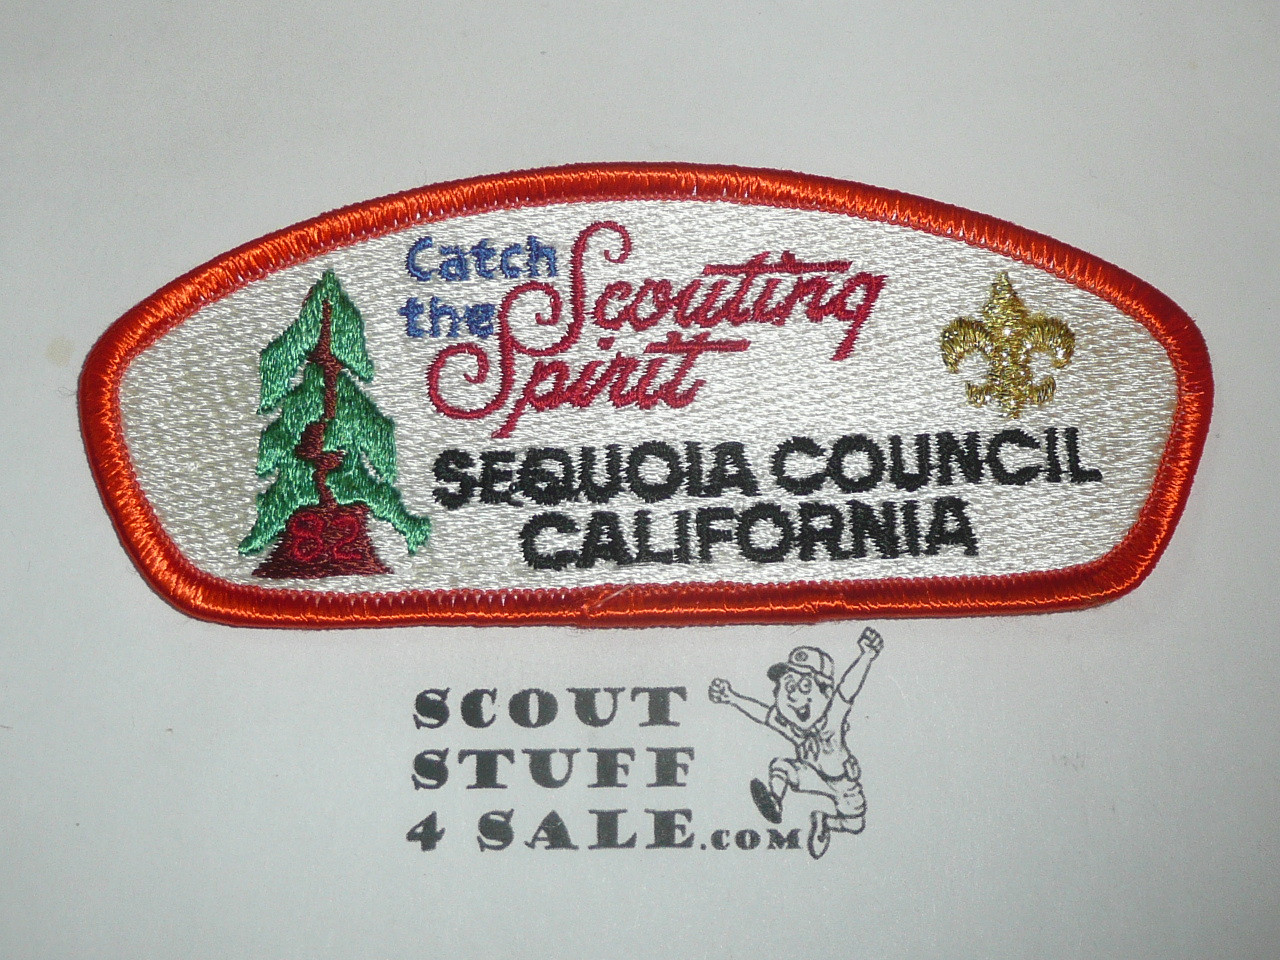 Catch
the Scouting
Spirit
SEQUOIA COUNCIL
CALIFORNIA
82
SCOUT
STUFF
4 SALE.COM